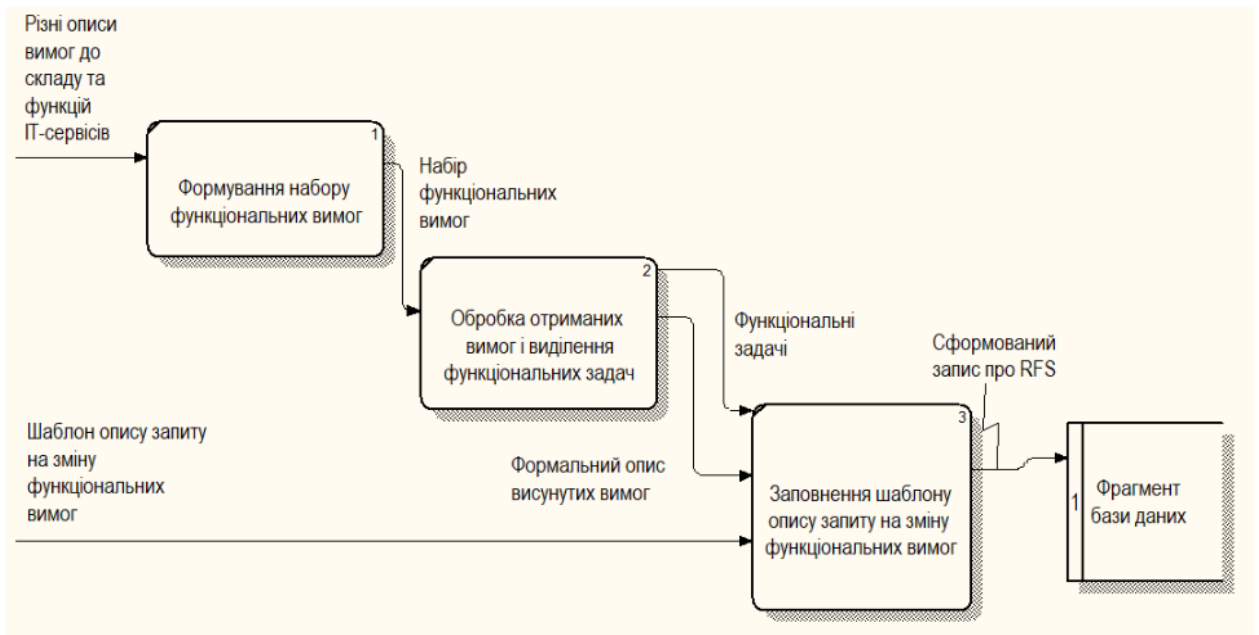 Різні описи
вимог до
складу та
функцій
ІТ-сервісів
1
Формування набору
функціональних вимог
Набір
функціональних
вимог
2
Обробка отриманих
вимог і виділення
функціональних задач
Функціональні
задачі
Сформований
запис про RFS
Шаблон опису запиту
на зміну
функціональних
вимог
Формальний опис
висунутих вимог
3
Заповнення шаблону
опису запиту на зміну
функціональних вимог
1
Фрагмент
бази даних